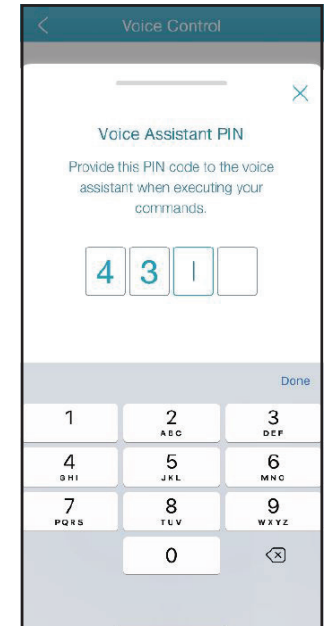 Voice Control
Voice Assistant PIN
Provide this PIN code to the voice
assistant when executing your
commands.
4 3
Done
1 2 3
ABC DEF
4 5 6
GHI JKL MNO
7 8 9
PQRS TUV WXYZ
0